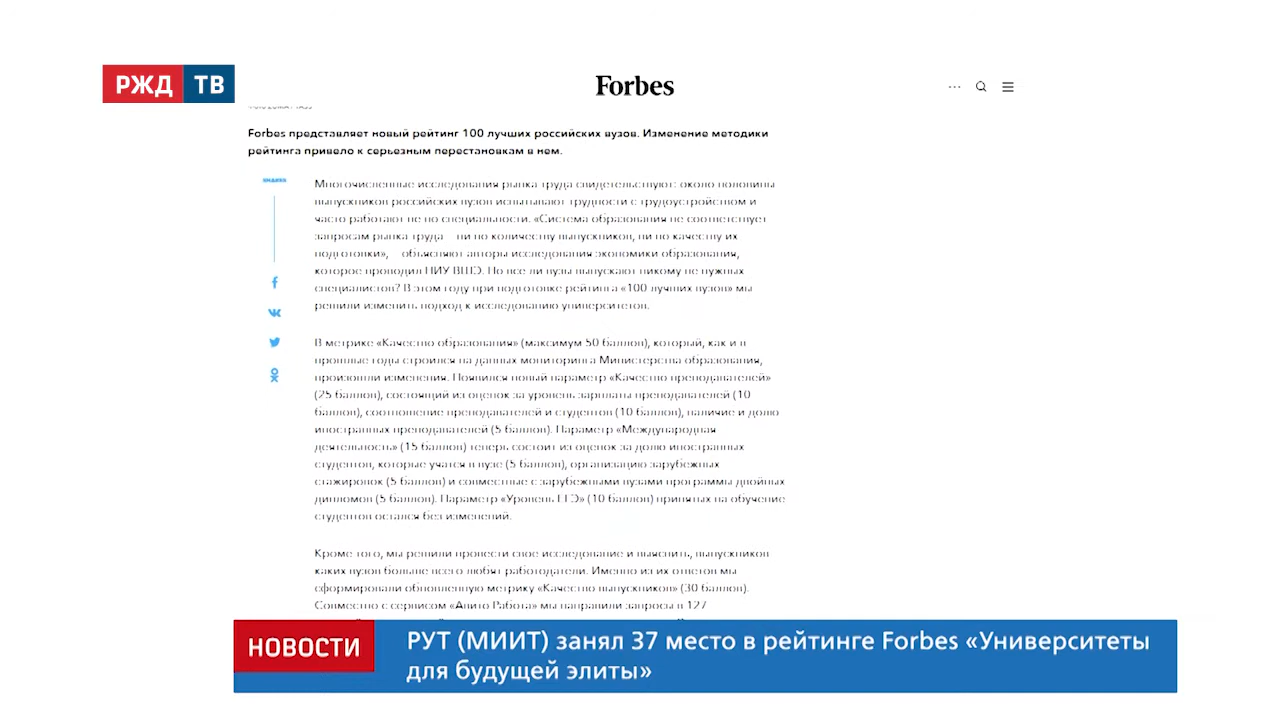 РЖД ТВ
Forbes
Forbes представляет новый рейтинг 100 лучших российских вузов. Изменение методики
рейтинга привело к серьезным перестановкам в нем.
Многочисленные исследования рынка труда свидетельствуют: около половины
выпускников российских вузов испытывают трудности с трудоустройством и
часто работают не по специальности. «Система образования не соответствует
запросам рынка труда – ни по количеству выпускников, ни по качеству их
подготовки», – объясняют авторы исследования экономики образования,
которое проводил НИУ ВШЭ. Но все ли вузы выпускают никому не нужных
специалистов? В этом году при подготовке рейтинга «100 лучших вузов» мы
решили изменить подход к исследованию университетов.
В метрике «Качество образования» (максимум 50 баллов), который, как и в
прошлые годы строился на данных мониторинга Министерства образования,
произошли изменения. Появился новый параметр «Качество преподавателей»
(25 баллов), состоящий из оценок за уровень зарплаты преподавателей (10
баллов), соотношение преподавателей и студентов (10 баллов), наличие и долю
иностранных преподавателей (5 баллов). Параметр «Международная
деятельность» (15 баллов) теперь состоит из оценок за долю иностранных
студентов, которые учатся в вузе (5 баллов), организацию зарубежных
стажировок (5 баллов) и совместные с зарубежными вузами программы двойных
дипломов (5 баллов). Параметр «Уровень ЕГЭ» (10 баллов) принятых на обучение
студентов остался без изменений.
Кроме того, мы решили провести свое исследование и выяснить, выпускников
каких вузов больше всего любят работодатели. Именно из их ответов мы
сформировали обновленную метрику «Качество выпускников» (30 баллов).
Совместно с сервисом «Авито Работа» мы направили запросы в 127
НОВОСТИ
РУТ (МИИТ) занял 37 место в рейтинге Forbes «Университеты
для будущей элиты»